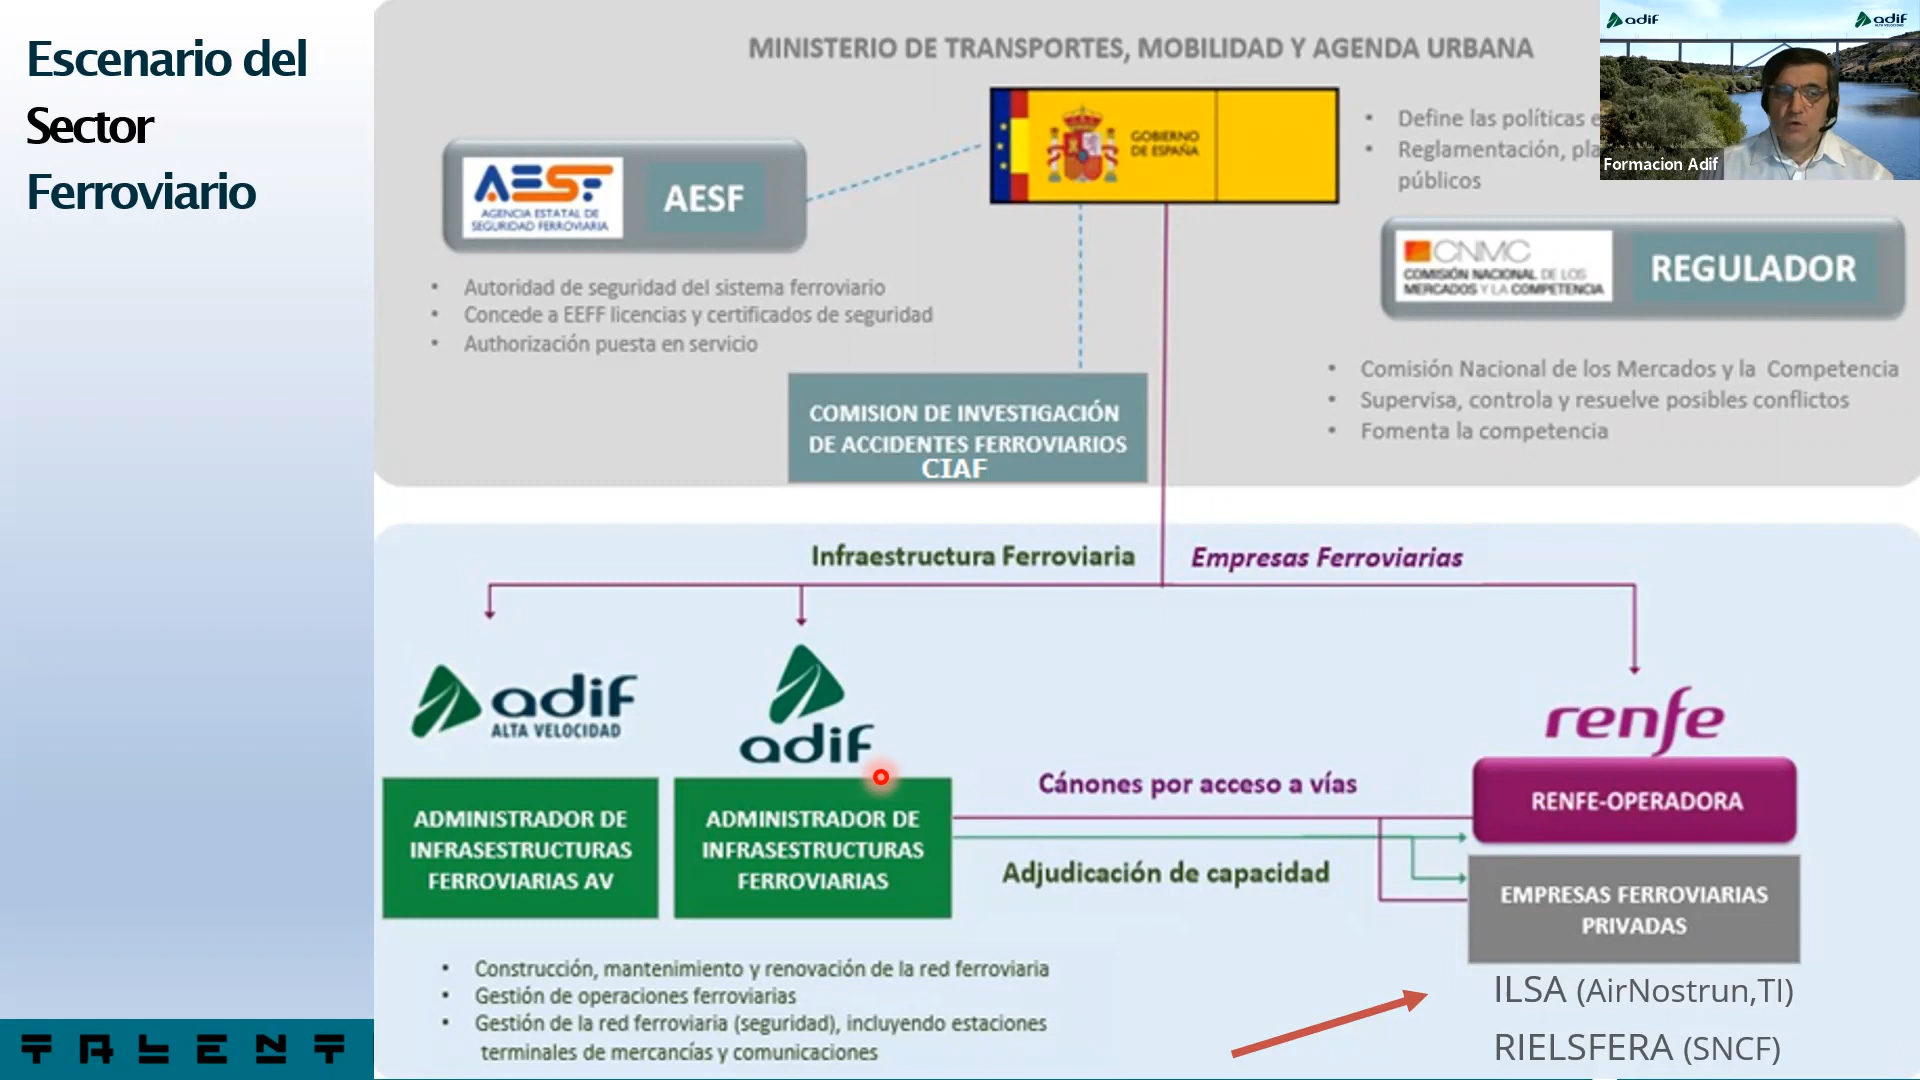 Escenario del
Sector
Ferroviario
MINISTERIO DE TRANSPORTES, MOBILIDAD Y AGENDA URBANA
AESF
AGENCIA ESTATAL DE
SEGURIDAD FERROVIARIA
AESF
GOBIERNO
DE ESPAÑA
• Define las políticas e
• Reglamentación, pla
públicos
adif
adif
ALTA VELOCIDAD
Formacion Adif
CNMC
COMISIÓN NACIONAL DE LOS
MERCADOS Y LA COMPETENCIA
REGULADOR
• Autoridad de seguridad del sistema ferroviario
• Concede a EEFF licencias y certificados de seguridad
• Authorización puesta en servicio
• Comisión Nacional de los Mercados y la Competencia
• Supervisa, controla y resuelve posibles conflictos
• Fomenta la competencia
COMISION DE INVESTIGACIÓN
DE ACCIDENTES FERROVIARIOS
CIAF
Infraestructura Ferroviaria
Empresas Ferroviarias
adif
ALTA VELOCIDAD
adif
renfe
ADMINISTRADOR DE
INFRASESTRUCTURAS
FERROVIARIAS AV
ADMINISTRADOR DE
INFRASESTRUCTURAS
FERROVIARIAS
Cánones por acceso a vías
Adjudicación de capacidad
RENFE-OPERADORA
EMPRESAS FERROVIARIAS
PRIVADAS
• Construcción, mantenimiento y renovación de la red ferroviaria
• Gestión de operaciones ferroviarias
• Gestión de la red ferroviaria (seguridad), incluyendo estaciones
terminales de mercancías y comunicaciones
ILSA (AirNostrun,TI)
RIELSFERA (SNCF)
TALENT